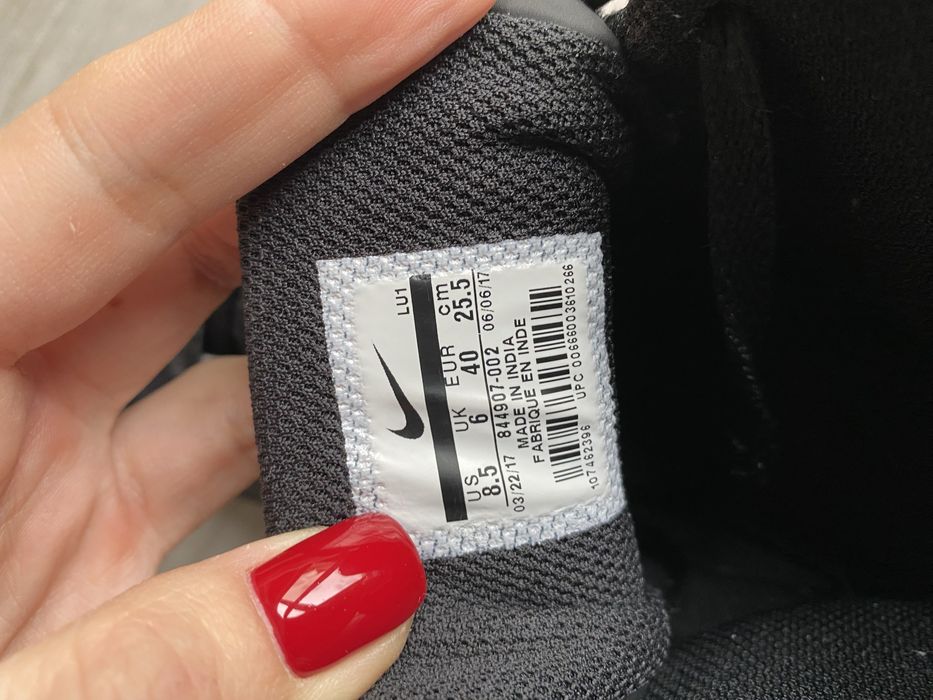 LU1
US UK EUR cm
8.5 6 40 25.5
03/22/17 844907-002 06/06/17
MADE IN INDIA
FABRIQUE EN INDE
107462396 UPC 00666003610266